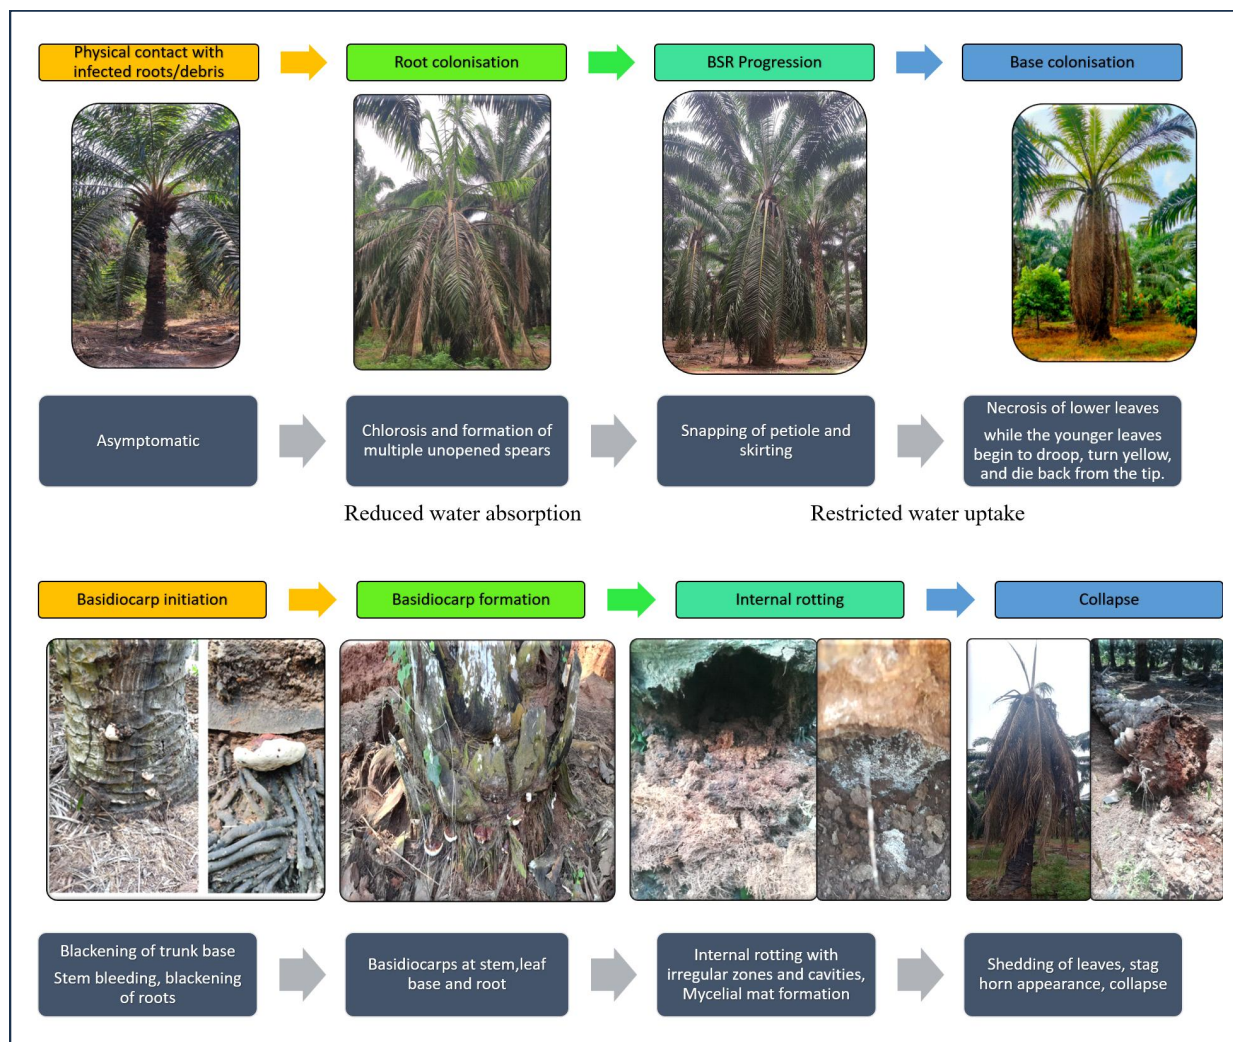 Physical contact with
infected roots/debris
Root colonisation
BSR Progression
Base colonisation
Asymptomatic
Chlorosis and formation of
multiple unopened spears
Snapping of petiole and
skirting
Necrosis of lower leaves
while the younger leaves
begin to droop, turn yellow,
and die back from the tip.
Reduced water absorption
Restricted water uptake
Basidiocarp initiation
Basidiocarp formation
Internal rotting
Collapse
Blackening of trunk base
Stem bleeding, blackening
of roots
Basidiocarps at stem,leaf
base and root
Internal rotting with
irregular zones and cavities,
Mycelial mat formation
Shedding of leaves, stag
horn appearance, collapse